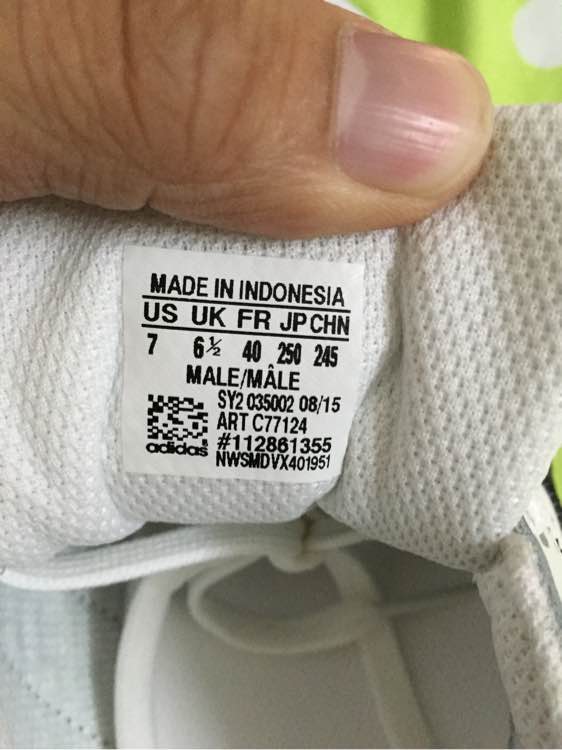 MADE IN INDONESIA
US UK FR JP CHN
7 6½ 40 250 245
MALE/MÂLE
SY2 035002 08/15
ART C77124
#112861355
adidas NWSMDVX401951